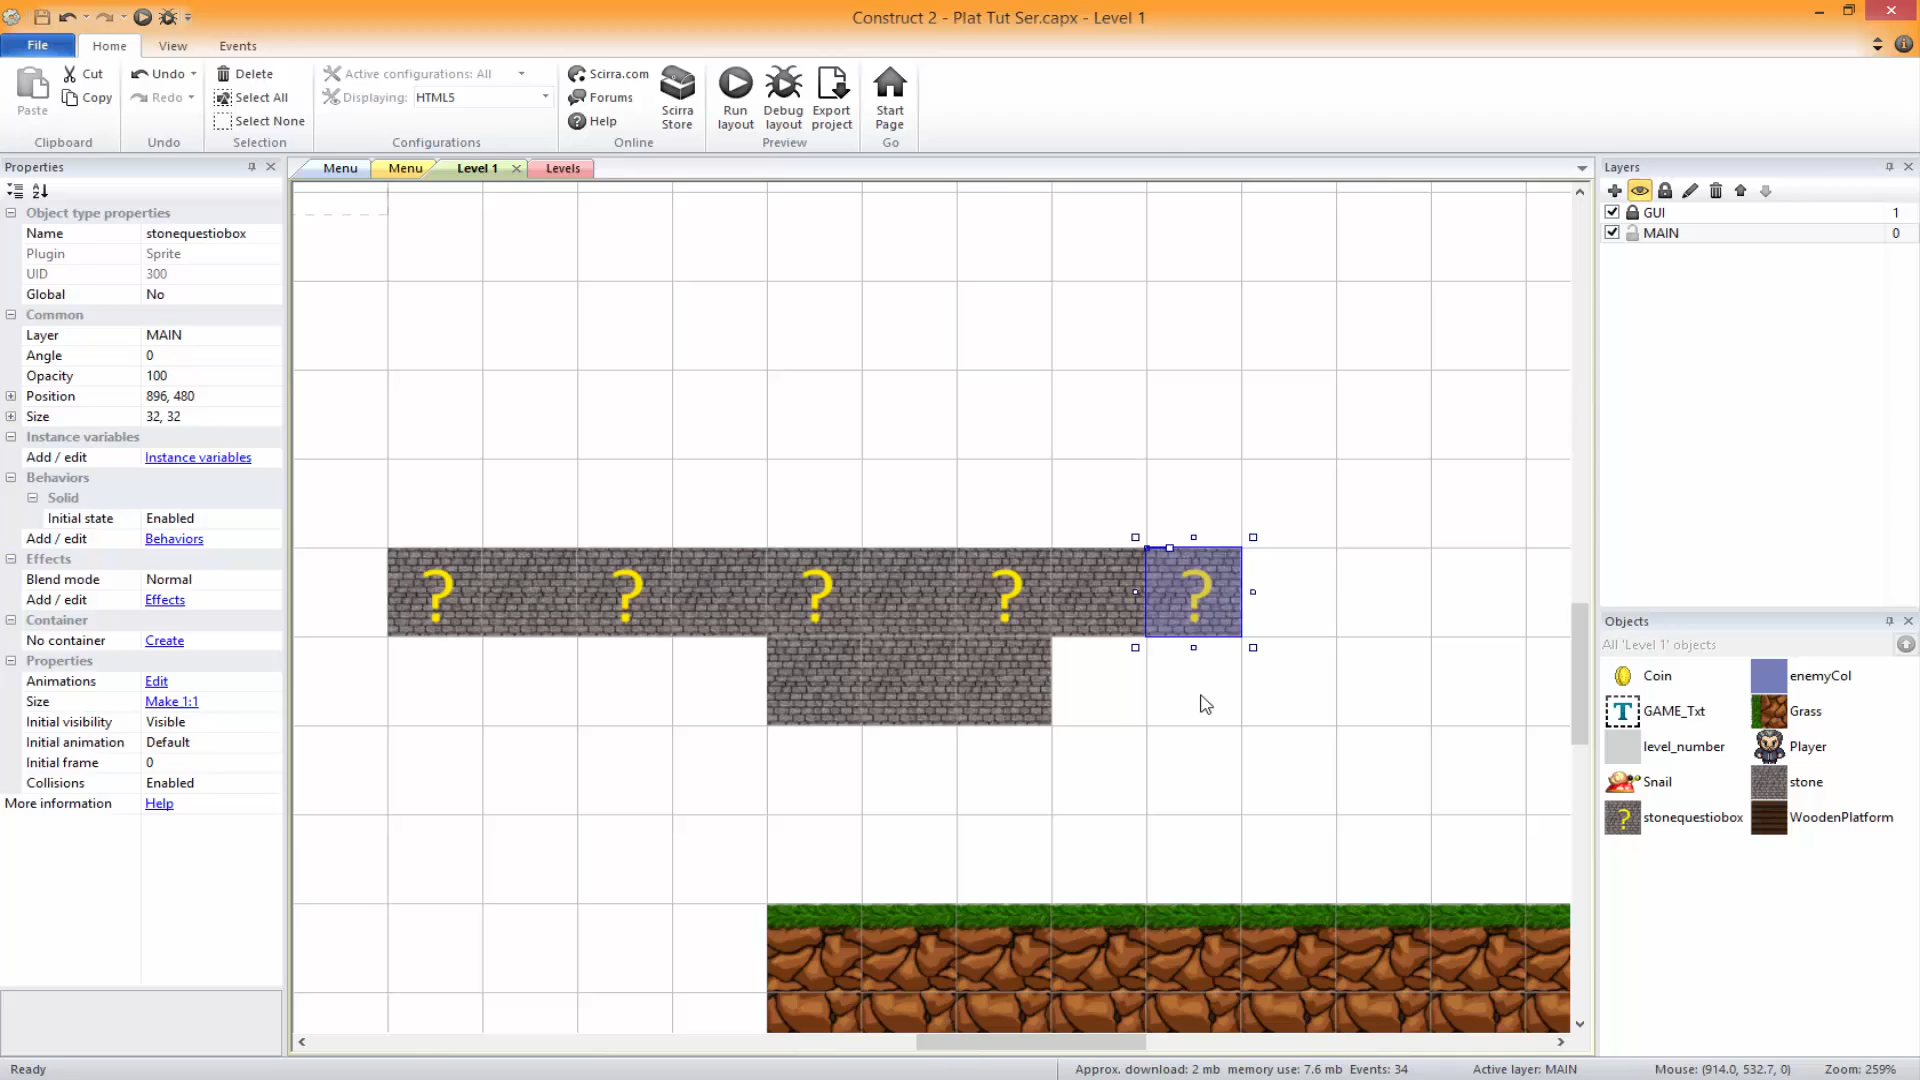 Construct 2 - Plat Tut Ser.capx - Level 1
File Home View Events
Paste Cut Copy Clipboard
Undo Redo Undo
Delete Select All Select None Selection
Active configurations: All
Displaying: HTML5
Configurations
Scirra.com Forums Help Scirra Store Online
Run layout Debug layout Export project Preview
Start Page Go
Properties
Menu Menu Level 1 Levels
Object type properties
Name stonequestiobox
Plugin Sprite
UID 300
Global No
Common
Layer MAIN
Angle 0
Opacity 100
Position 896, 480
Size 32, 32
Instance variables
Add / edit Instance variables
Behaviors
Solid
Initial state Enabled
Add / edit Behaviors
Effects
Blend mode Normal
Add / edit Effects
Container
No container Create
Properties
Animations Edit
Size Make 1:1
Initial visibility Visible
Initial animation Default
Initial frame 0
Collisions Enabled
More information Help
? ? ? ? ?
Layers
GUI 1
MAIN 0
Objects
All 'Level 1' objects
Coin enemyCol
T GAME_Txt Grass
level_number Player
Snail stone
? stonequestiobox WoodenPlatform
Ready Approx. download: 2 mb memory use: 7.6 mb Events: 34 Active layer: MAIN Mouse: (914.0, 532.7, 0) Zoom: 259%